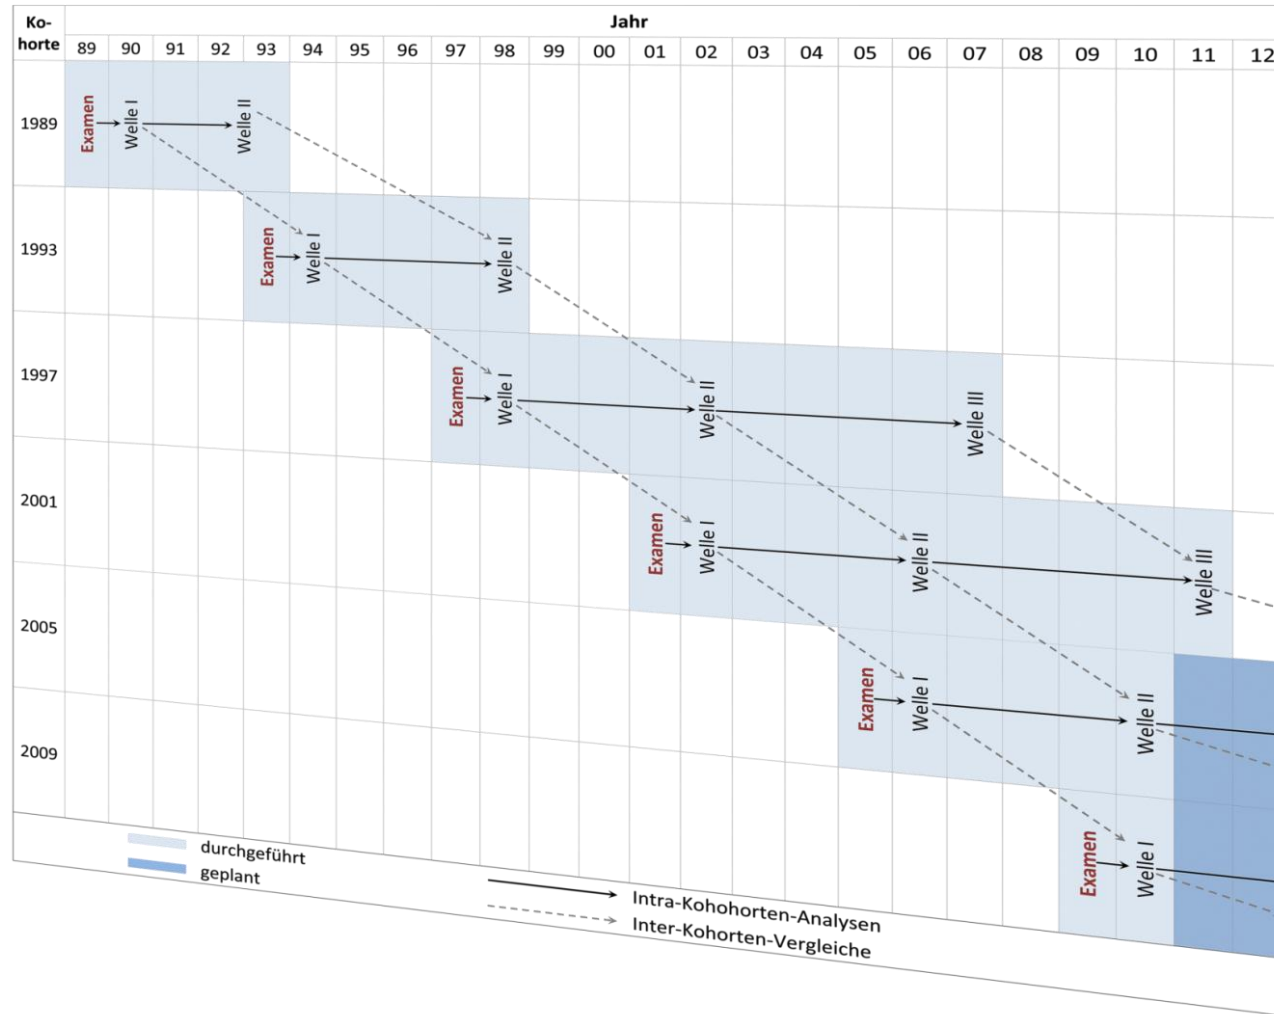 Ko-
horte
Jahr
89 90 91 92 93 94 95 96 97 98 99 00 01 02 03 04 05 06 07 08 09 10 11 12
1989
Examen
Welle I
Welle II
1993
Examen
Welle I
Welle II
1997
Examen
Welle I
Welle II
Welle III
2001
Examen
Welle I
Welle II
Welle III
2005
Examen
Welle I
Welle II
2009
Examen
Welle I
durchgeführt
geplant
Intra-Kohohorten-Analysen
Inter-Kohorten-Vergleiche